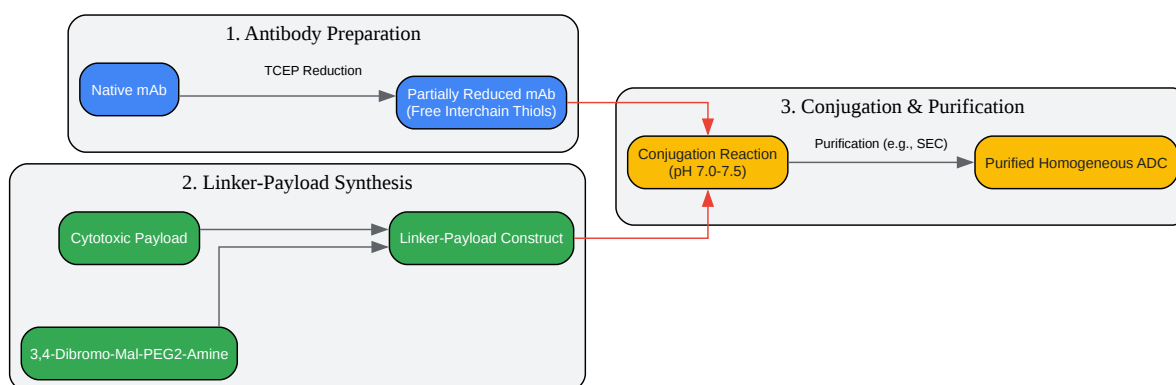 1. Antibody Preparation
Native mAb
TCEP Reduction
Partially Reduced mAb
(Free Interchain Thiols)
2. Linker-Payload Synthesis
Cytotoxic Payload
Linker-Payload Construct
3,4-Dibromo-Mal-PEG2-Amine
3. Conjugation & Purification
Conjugation Reaction
(pH 7.0-7.5)
Purification (e.g., SEC)
Purified Homogeneous ADC